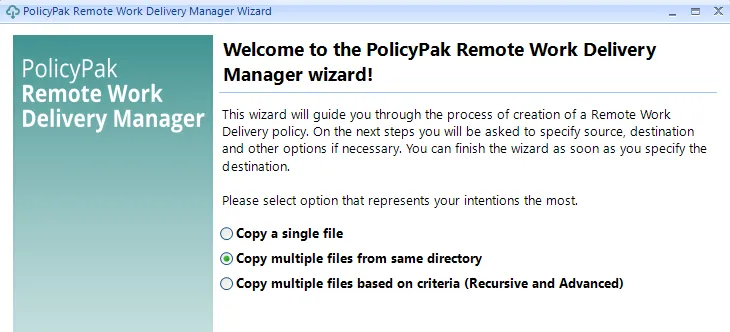 PolicyPak Remote Work Delivery Manager Wizard
PolicyPak
Remote Work
Delivery Manager
Welcome to the PolicyPak Remote Work Delivery
Manager wizard!
This wizard will guide you through the process of creation of a Remote Work
Delivery policy. On the next steps you will be asked to specify source, destination
and other options if necessary. You can finish the wizard as soon as you specify the
destination.
Please select option that represents your intentions the most.
Copy a single file
Copy multiple files from same directory
Copy multiple files based on criteria (Recursive and Advanced)